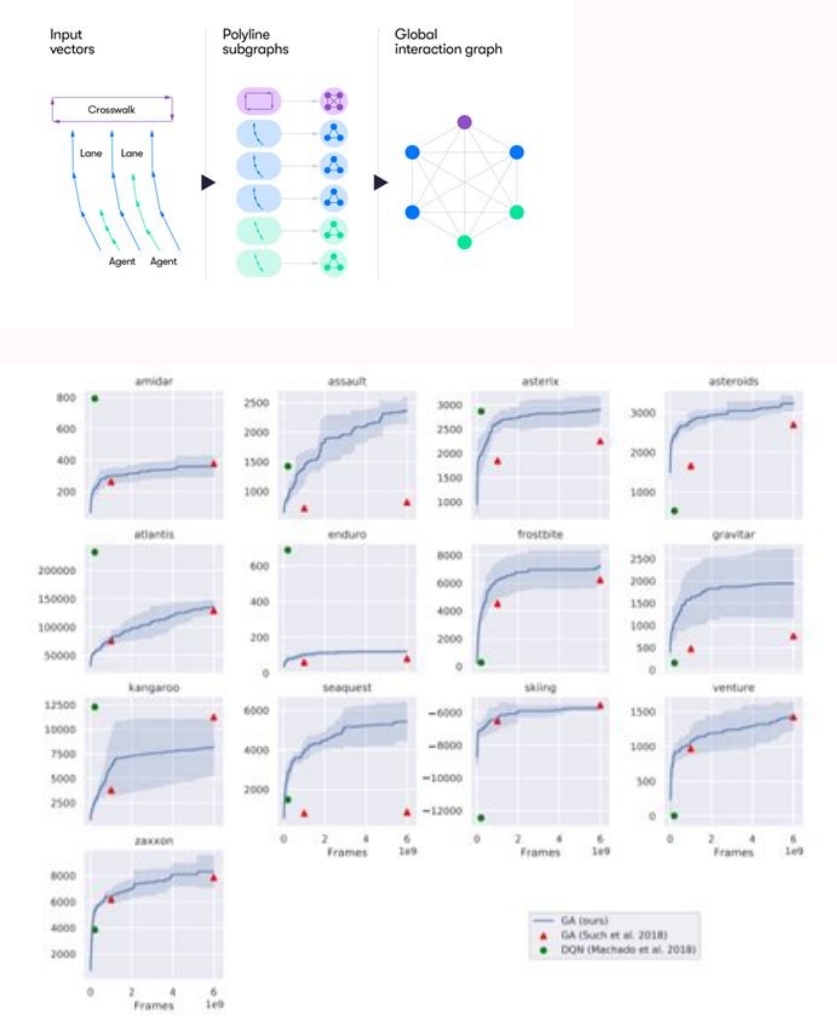 Input
vectors
Polyline
subgraphs
Global
interaction graph
Crosswalk
Lane
Lane
Agent
Agent
amidar
800
600
400
200
assault
2500
2000
1500
1000
asterix
3000
2500
2000
1500
1000
asteroids
3000
2000
1000
atlantis
200000
150000
100000
50000
enduro
600
400
200
0
frostbite
8000
6000
4000
2000
0
gravitar
2500
2000
1500
1000
500
0
kangaroo
12500
10000
7500
5000
2500
seaquest
6000
4000
2000
0 2 4 6
Frames 1e9
skiing
−6000
−8000
−10000
−12000
0 2 4 6
Frames 1e9
venture
1500
1000
500
0
0 2 4 6
Frames 1e9
zaxxon
8000
6000
4000
2000
0 2 4 6
Frames 1e9
GA (ours)
GA (Such et al. 2018)
DQN (Machado et al. 2018)